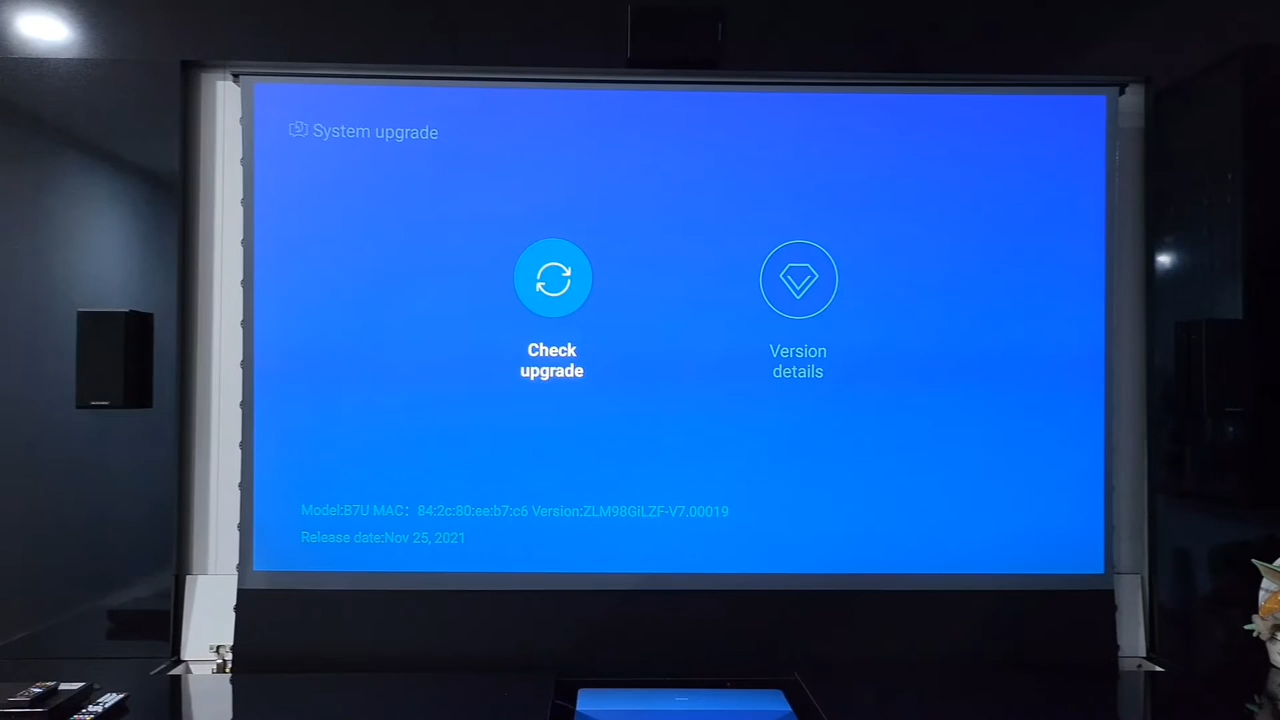 System upgrade
Check
upgrade
Version
details
Model:B7U MAC: 84:2c:80:ee:b7:c6 Version:ZLM98GiLZF-V7.00019
Release date:Nov 25, 2021